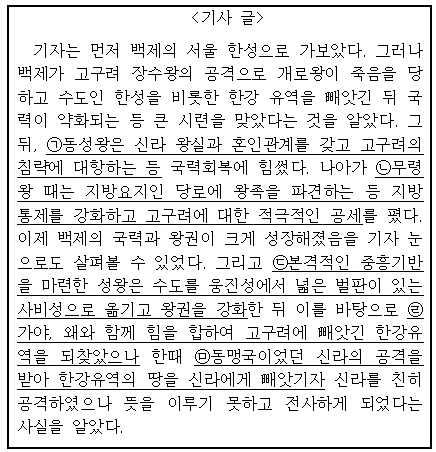 <기사 글>
기자는 먼저 백제의 서울 한성으로 가보았다. 그러나
백제가 고구려 장수왕의 공격으로 개로왕이 죽음을 당
하고 수도인 한성을 비롯한 한강 유역을 빼앗긴 뒤 국
력이 약화되는 등 큰 시련을 맞았다는 것을 알았다. 그
뒤, ㉠동성왕은 신라 왕실과 혼인관계를 갖고 고구려의
침략에 대항하는 등 국력회복에 힘썼다. 나아가 ㉡무령
왕 때는 지방요지인 담로에 왕족을 파견하는 등 지방
통제를 강화하고 고구려에 대한 적극적인 공세를 폈다.
이제 백제의 국력과 왕권이 크게 성장해졌음을 기자 눈
으로도 살펴볼 수 있었다. 그리고 ㉢본격적인 중흥기반
을 마련한 성왕은 수도를 웅진성에서 넓은 벌판이 있는
사비성으로 옮기고 왕권을 강화한 뒤 이를 바탕으로 ㉣
가야, 왜와 함께 힘을 합하여 고구려에 빼앗긴 한강유
역을 되찾았으나 한때 ㉤동맹국이었던 신라의 공격을
받아 한강유역의 땅을 신라에게 빼앗기자 신라를 친히
공격하였으나 뜻을 이루기 못하고 전사하게 되었다는
사실을 알았다.